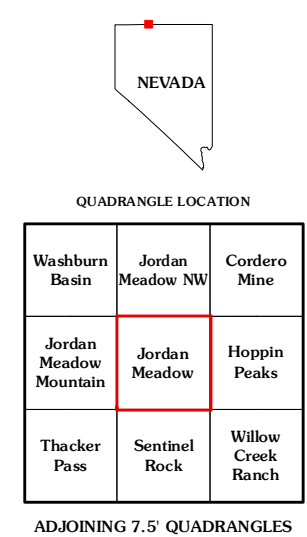 NEVADA
QUADRANGLE LOCATION
Washburn
Basin
Jordan
Meadow NW
Cordero
Mine
Jordan
Meadow
Mountain
Jordan
Meadow
Hoppin
Peaks
Thacker
Pass
Sentinel
Rock
Willow
Creek
Ranch
ADJOINING 7.5' QUADRANGLES